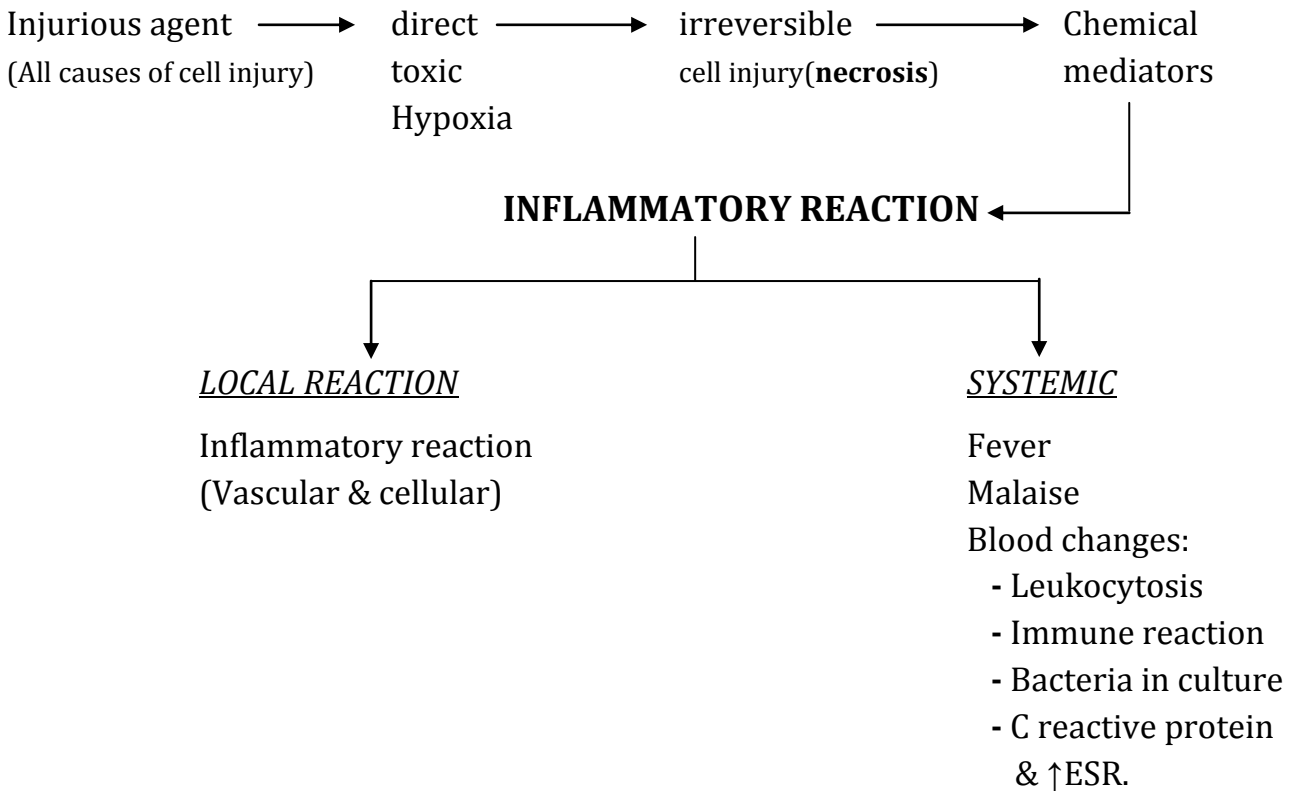 Injurious agent → direct → irreversible → Chemical
(All causes of cell injury) toxic cell injury(necrosis) mediators
Hypoxia
INFLAMMATORY REACTION
LOCAL REACTION
Inflammatory reaction
(Vascular & cellular)
SYSTEMIC
Fever
Malaise
Blood changes:
- Leukocytosis
- Immune reaction
- Bacteria in culture
- C reactive protein
& ↑ESR.